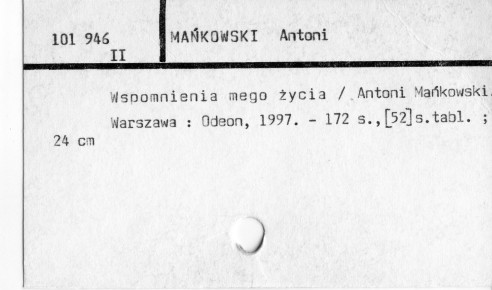 101 946
II
MAŃKOWSKI Antoni
Wspomnienia mego życia / Antoni Mańkowski.
Warszawa : Odeon, 1997. - 172 s.,[52]s.tabl. ;
24 cm